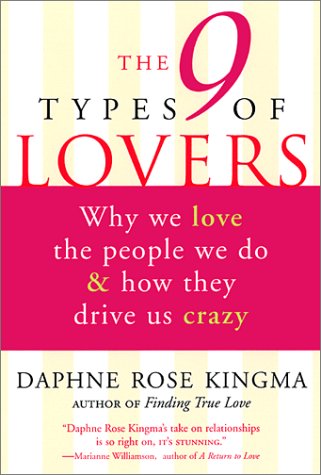 THE 9
TYPES OF
LOVERS
Why we love
the people we do
& how they
drive us crazy
DAPHNE ROSE KINGMA
AUTHOR OF Finding True Love
"Daphne Rose Kingma's take on relationships
is so right on, IT'S STUNNING."
—Marianne Williamson, author of A Return to Love